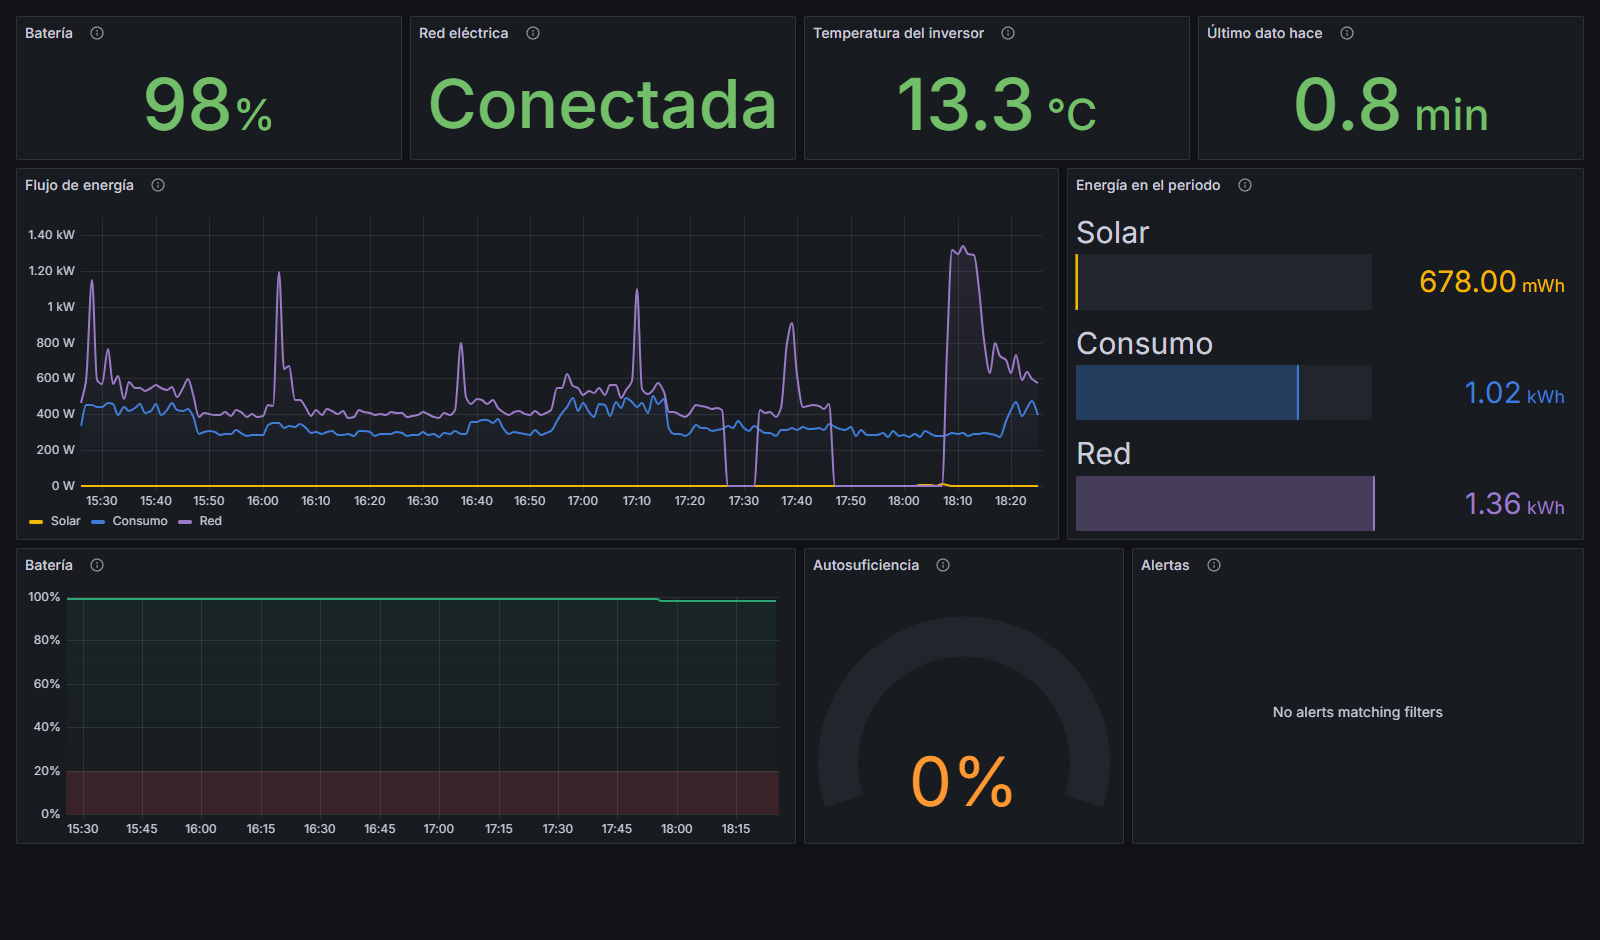 Batería
98%
Red eléctrica
Conectada
Temperatura del inversor
13.3 °C
Último dato hace
0.8 min
Flujo de energía
1.40 kW
1.20 kW
1 kW
800 W
600 W
400 W
200 W
0 W
15:30 15:40 15:50 16:00 16:10 16:20 16:30 16:40 16:50 17:00 17:10 17:20 17:30 17:40 17:50 18:00 18:10 18:20
Solar Consumo Red
Energía en el periodo
Solar
678.00 mWh
Consumo
1.02 kWh
Red
1.36 kWh
Batería
100%
80%
60%
40%
20%
0%
15:30 15:45 16:00 16:15 16:30 16:45 17:00 17:15 17:30 17:45 18:00 18:15
Autosuficiencia
0%
Alertas
No alerts matching filters